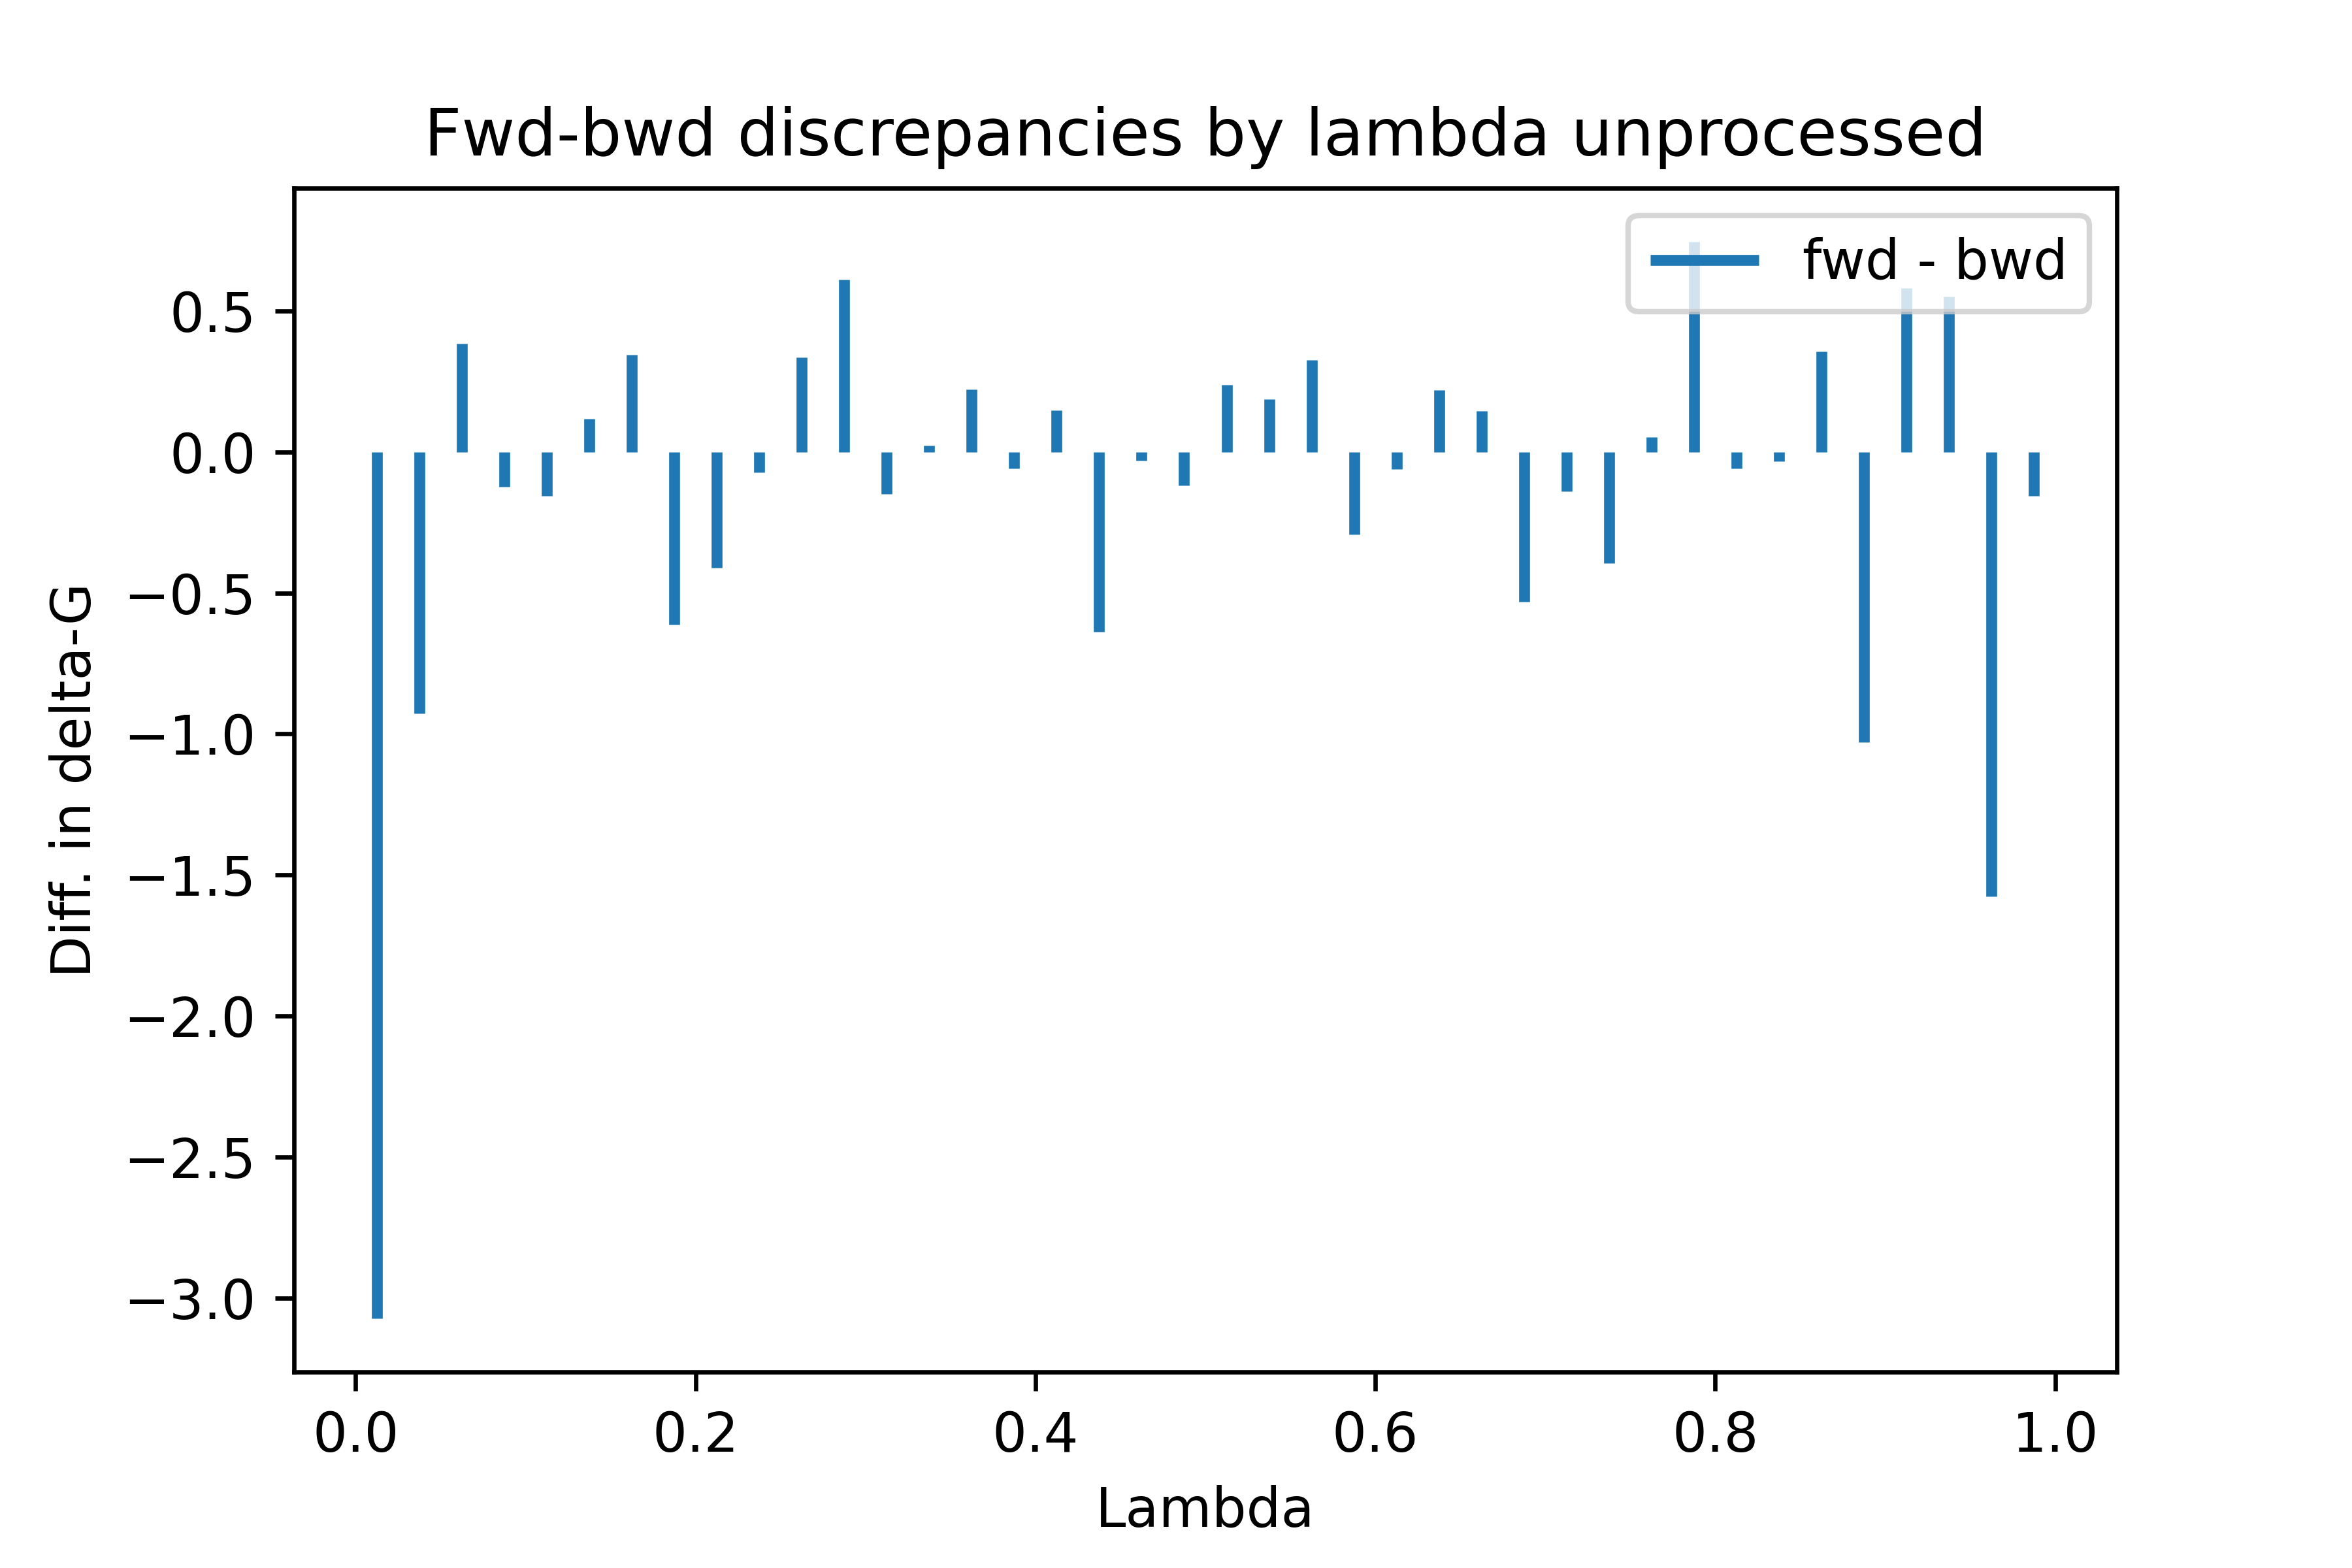 Fwd-bwd discrepancies by lambda unprocessed
fwd - bwd
Diff. in delta-G
0.5
0.0
−0.5
−1.0
−1.5
−2.0
−2.5
−3.0
0.0 0.2 0.4 0.6 0.8 1.0
Lambda